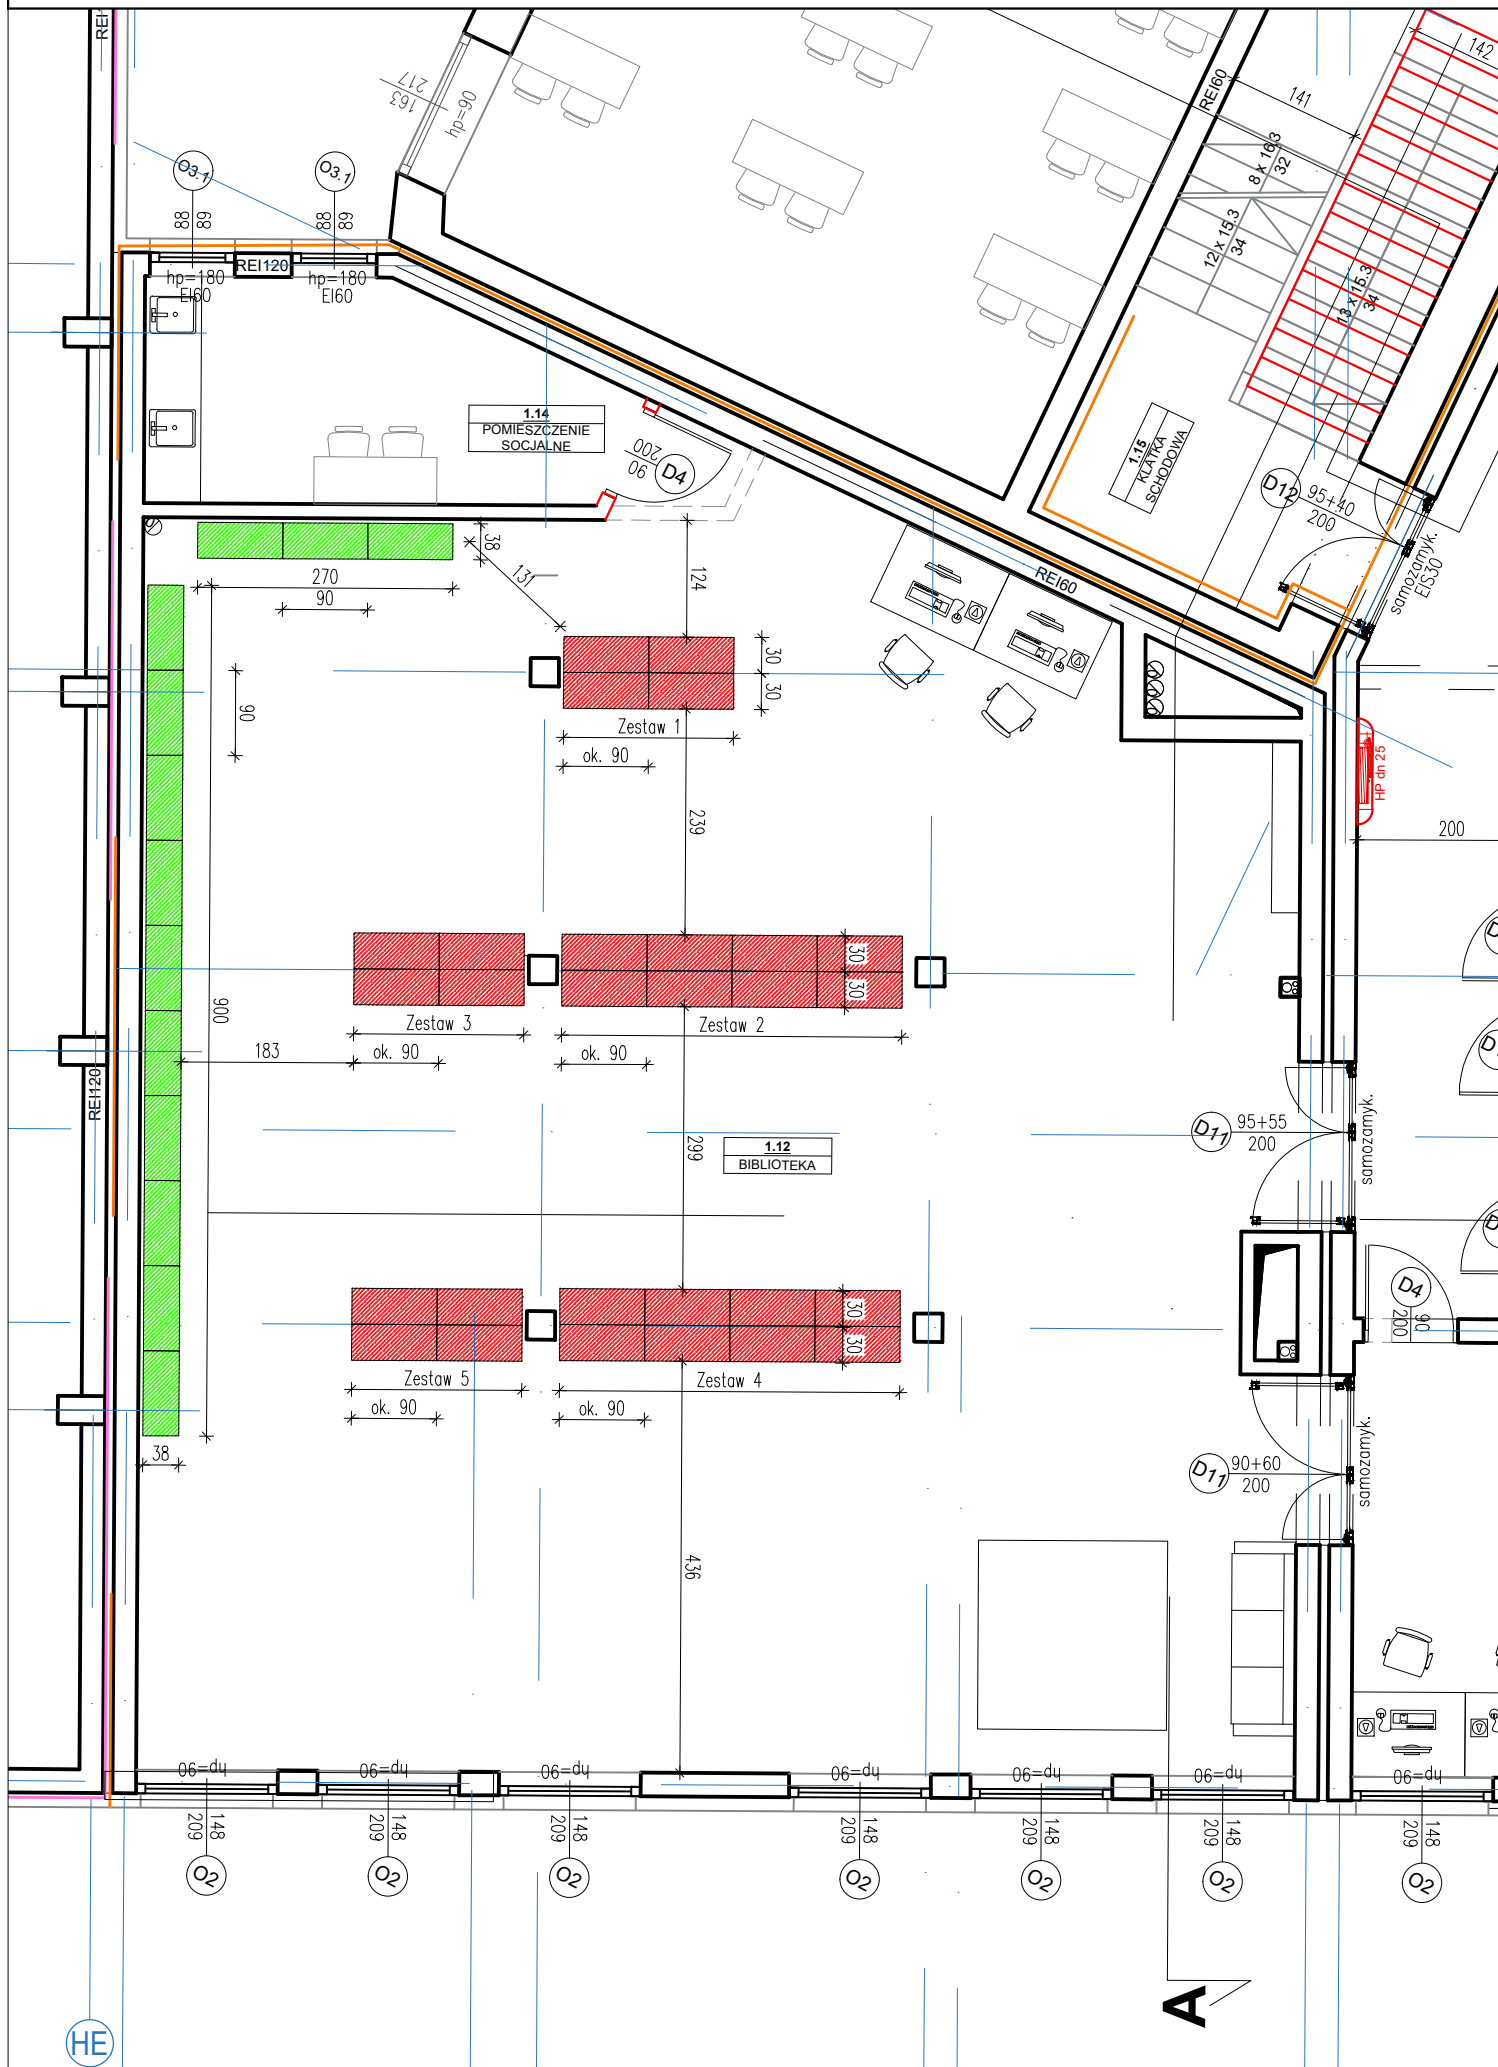 REI
142
217
163
hp=90
REI60
141
8 x 16.3
32
O3.1
O3.1
88
68
88
68
12 x 15.3
34
13 x 15.3
34
hp=180
EI60
REI120
hp=180
EI60
1.14
POMIESZCZENIE
SOCJALNE
90
200
D4
1.15
KLATKA
SCHODOWA
D12
95+40
200
samozamyk.
EIS30
38
270
90
131
124
REI60
30
30
90
Zestaw 1
ok. 90
HP dn 25
200
239
30
30
900
Zestaw 3
Zestaw 2
183
ok. 90
ok. 90
REI120
D11
95+55
200
samozamyk.
299
1.12
BIBLIOTEKA
D4
90
200
30
30
Zestaw 5
Zestaw 4
ok. 90
ok. 90
38
D11
90+60
200
samozamyk.
436
hp=90
hp=90
hp=90
hp=90
hp=90
hp=90
hp=90
148
209
148
209
148
209
148
209
148
209
148
209
148
209
O2
O2
O2
O2
O2
O2
O2
A
HE